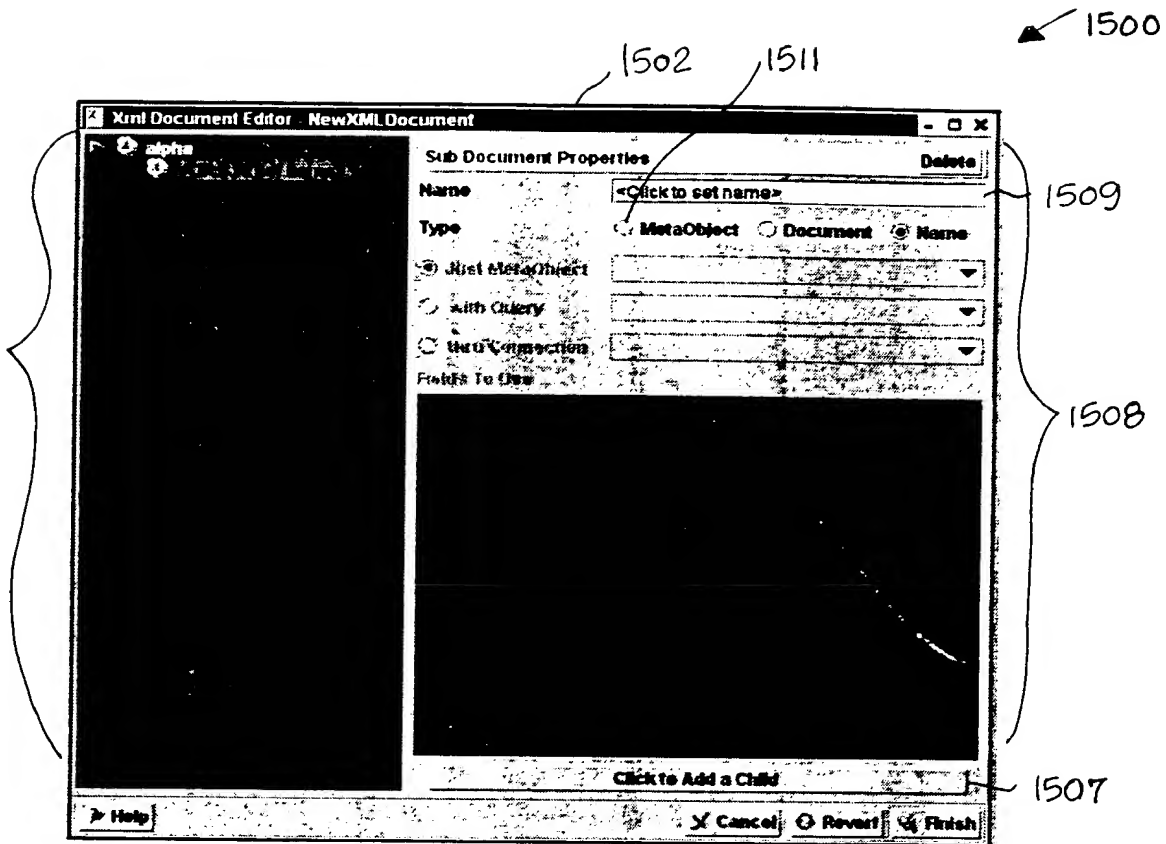 1500
1502 1511
Xml Document Editor - NewXMLDocument
alpha
Sub Document Properties Delete
Name <Click to set name> 1509
Type MetaObject Document Name
Just MetaObject
with Query
thru Connection
Fields To Use
1508
Click to Add a Child 1507
Help Cancel Revert Finish